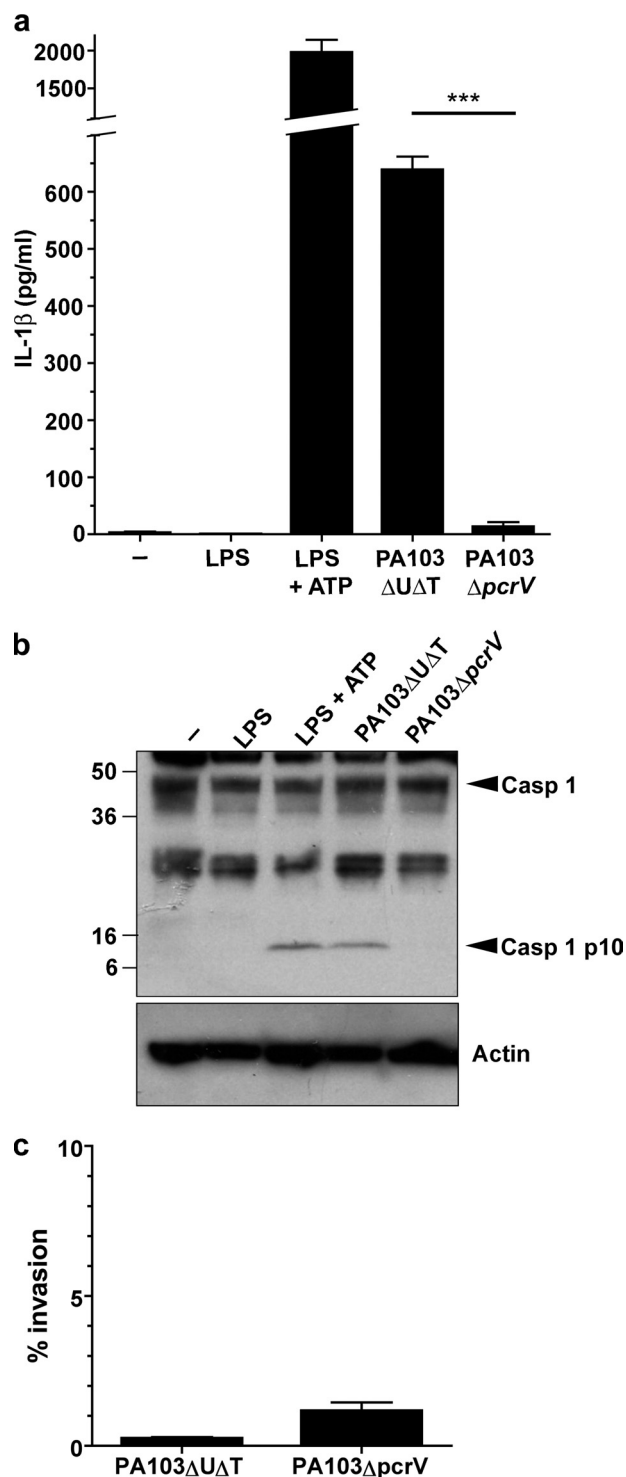 a
2000
1500
***
600
500
400
300
200
100
0
IL-1β (pg/ml)
– LPS LPS PA103 PA103
+ ATP ΔUΔT ΔpcrV
b
– LPS LPS + ATP PA103ΔUΔT PA103ΔpcrV
50
Casp 1
36
16
Casp 1 p10
6
Actin
c
10
5
0
% invasion
PA103ΔUΔT PA103ΔpcrV